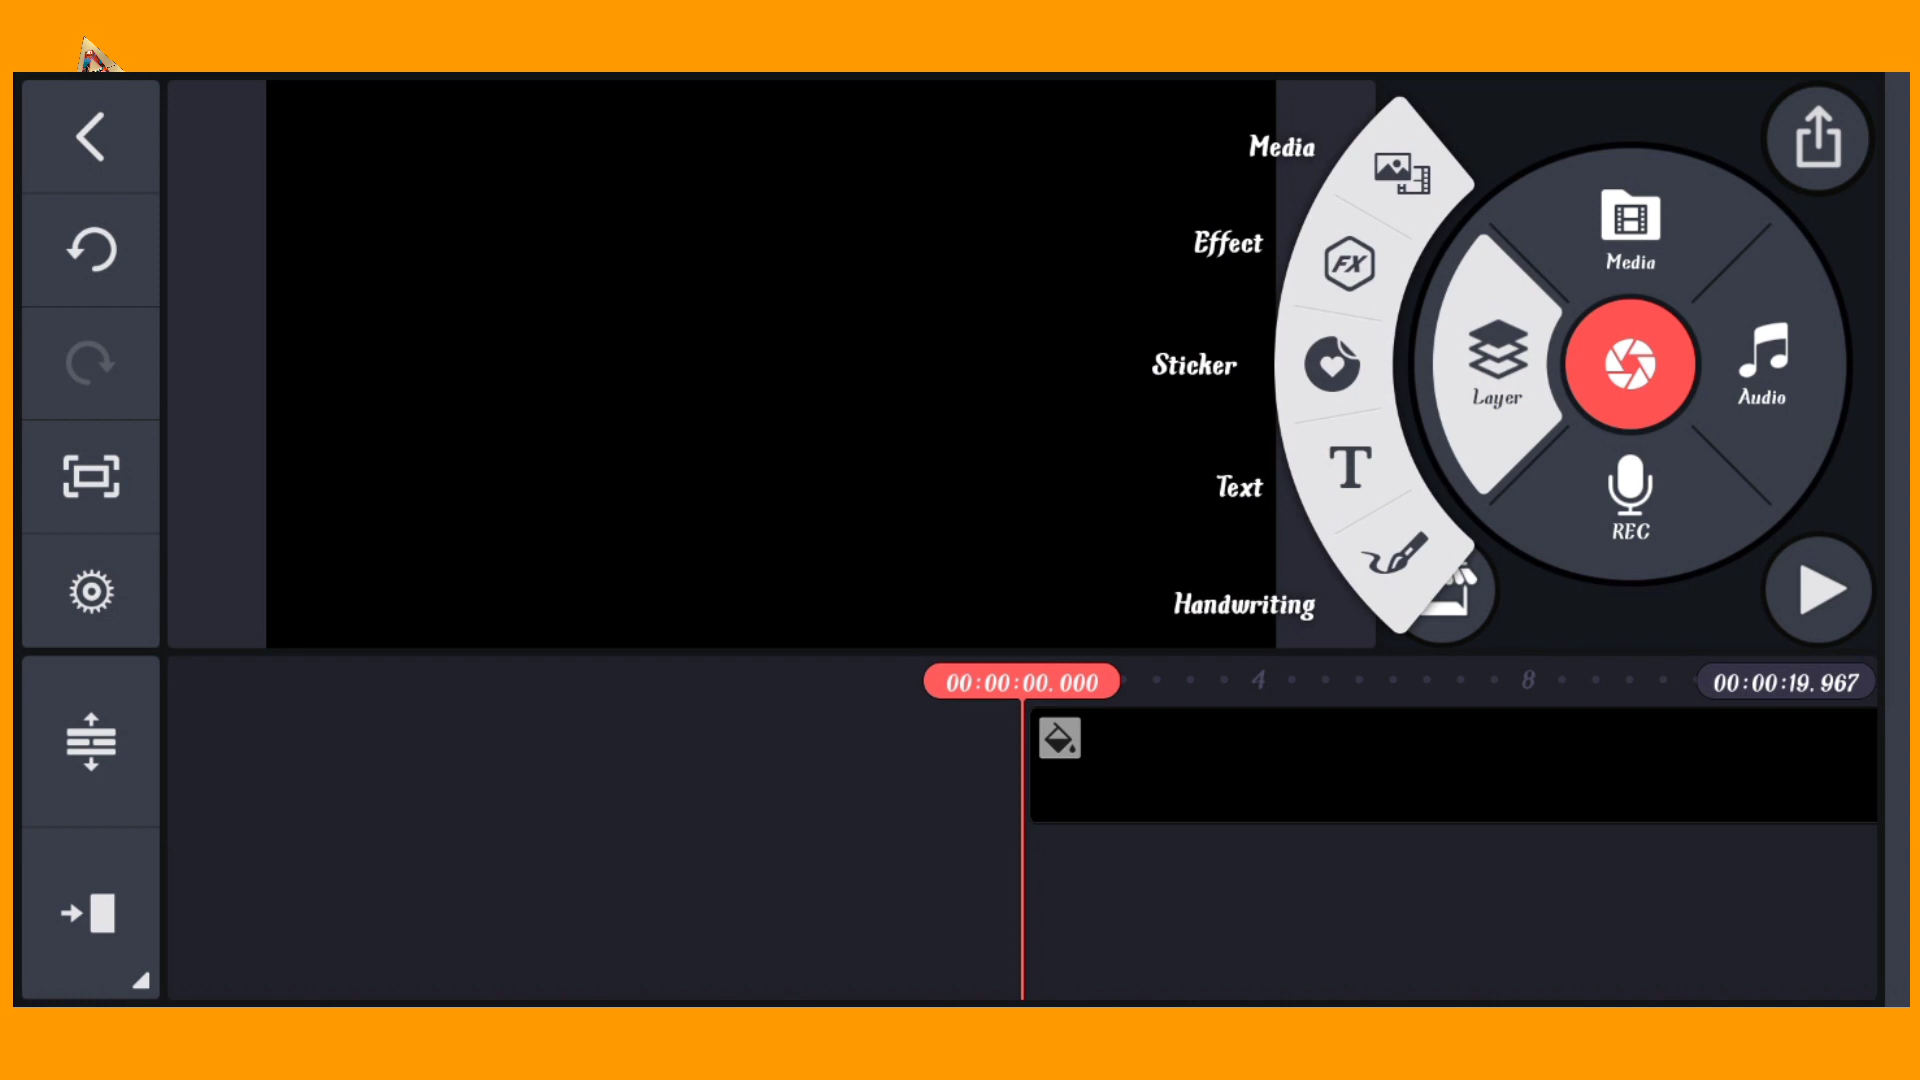 Media
Effect
Sticker
Text
Handwriting
FX
T
Media
Layer
Audio
REC
00:00:00.000
4
8
00:00:19.967